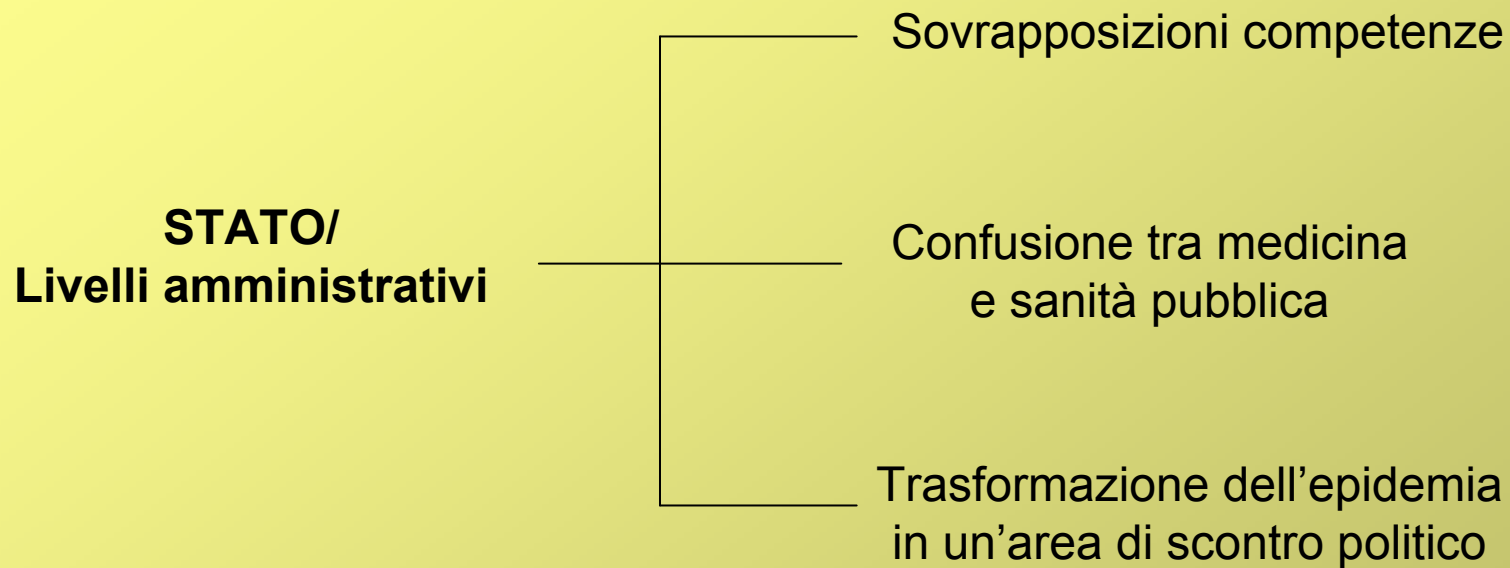 Sovrapposizioni competenze
STATO/
Livelli amministrativi
Confusione tra medicina
e sanità pubblica
Trasformazione dell’epidemia
in un’area di scontro politico